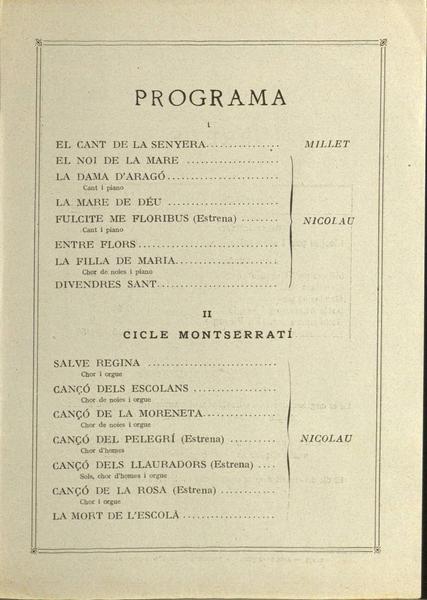 PROGRAMA
I
EL CANT DE LA SENYERA............... MILLET
EL NOI DE LA MARE ...................
LA DAMA D'ARAGÓ.......................
Cant i piano
LA MARE DE DÉU .......................
FULCITE ME FLORIBUS (Estrena) ........ NICOLAU
Cant i piano
ENTRE FLORS.............................
LA FILLA DE MARIA.....................
Chor de noies i piano
DIVENDRES SANT.........................
II
CICLE MONTSERRATÍ
SALVE REGINA ..........................
Chor i orgue
CANÇÓ DELS ESCOLANS .................
Chor de noies i orgue
CANÇÓ DE LA MORENETA...............
Chor de noies i orgue
CANÇÓ DEL PELEGRÍ (Estrena) .......... NICOLAU
Chor d'homes
CANÇÓ DELS LLAURADORS (Estrena) ....
Sols, chor d'homes i orgue
CANÇÓ DE LA ROSA (Estrena) ...........
Chor i orgue
LA MORT DE L'ESCOLÀ ...................